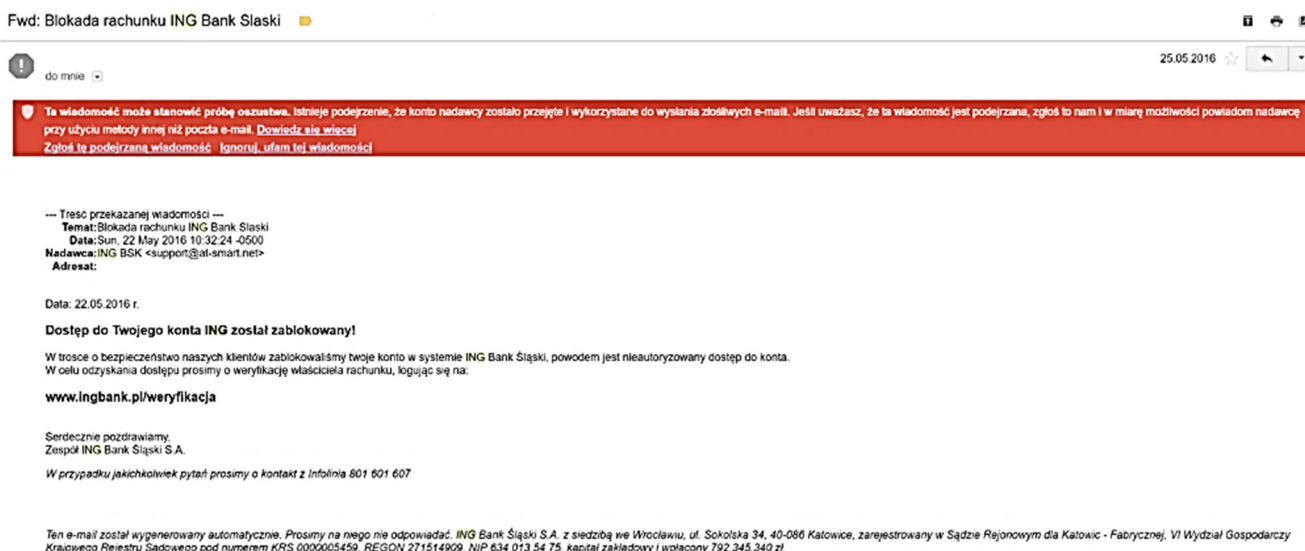 Fwd: Blokada rachunku ING Bank Slaski
25.05.2016
do mnie
Ta wiadomość może stanowić próbę oszustwa. Istnieje podejrzenie, że konto nadawcy zostało przejęte i wykorzystane do wysłania złośliwych e-maili. Jeśli uważasz, że ta wiadomość jest podejrzana, zgłoś to nam i w miarę możliwości powiadom nadawcę
przy użyciu metody innej niż poczta e-mail. Dowiedz się więcej
Zgłoś tę podejrzaną wiadomość Ignoruj, ufam tej wiadomości
--- Treść przekazanej wiadomości ---
Temat:Blokada rachunku ING Bank Slaski
Data:Sun, 22 May 2016 10:32:24 -0500
Nadawca:ING BSK <support@at-smart.net>
Adresat:
Data: 22.05.2016 r.
Dostęp do Twojego konta ING został zablokowany!
W trosce o bezpieczeństwo naszych klientów zablokowaliśmy twoje konto w systemie ING Bank Śląski, powodem jest nieautoryzowany dostęp do konta.
W celu odzyskania dostępu prosimy o weryfikację właściciela rachunku, logując się na:
www.ingbank.pl/weryfikacja
Serdecznie pozdrawiamy,
Zespół ING Bank Śląski S.A.
W przypadku jakichkolwiek pytań prosimy o kontakt z Infolinia 801 601 607
Ten e-mail został wygenerowany automatycznie. Prosimy na niego nie odpowiadać. ING Bank Śląski S.A. z siedzibą we Wrocławiu, ul. Sokolska 34, 40-086 Katowice, zarejestrowany w Sądzie Rejonowym dla Katowic - Fabrycznej, VI Wydział Gospodarczy
Krajowego Rejestru Sądowego pod numerem KRS 0000005459, REGON 271514909, NIP 634 013 54 75, kapitał zakładowy i wpłacony 792.345.340 zł.